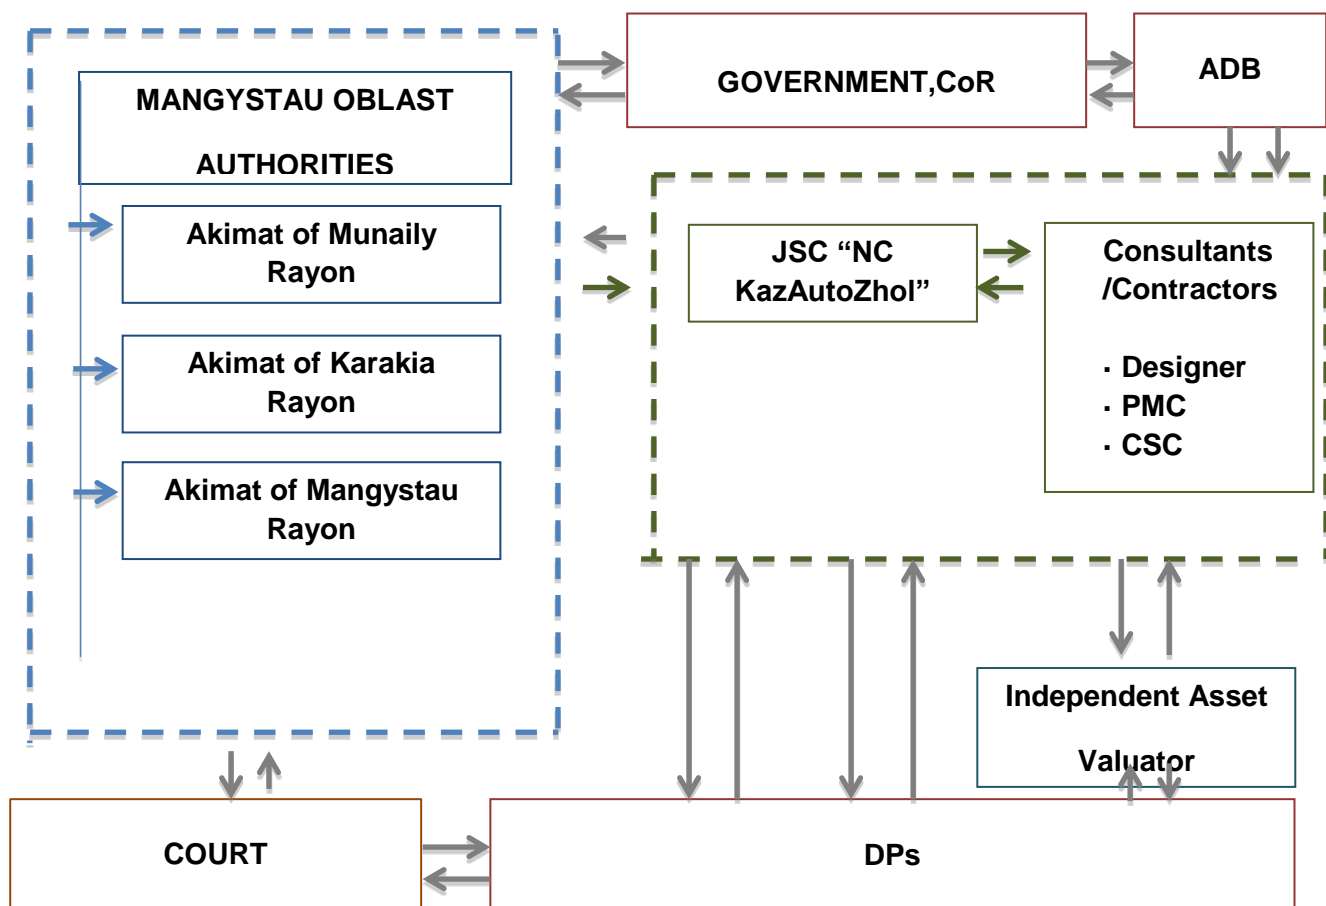 MANGYSTAU OBLAST
AUTHORITIES
Akimat of Munaily
Rayon
Akimat of Karakia
Rayon
Akimat of Mangystau
Rayon
GOVERNMENT,CoR
ADB
JSC “NC
KazAutoZhol”
Consultants
/Contractors
· Designer
· PMC
· CSC
Independent Asset
Valuator
COURT
DPs